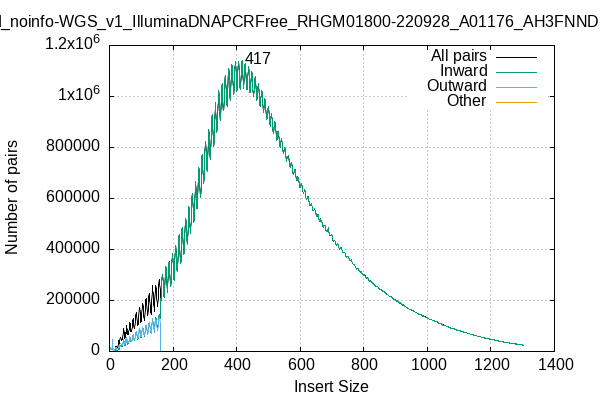 _noinfo-WGS_v1_IlluminaDNAPCRFree_RHGM01800-220928_A01176_AH3FNND
1.2x10^6
1x10^6
800000
600000
400000
200000
0
Number of pairs
417
All pairs
Inward
Outward
Other
0 200 400 600 800 1000 1200 1400
Insert Size